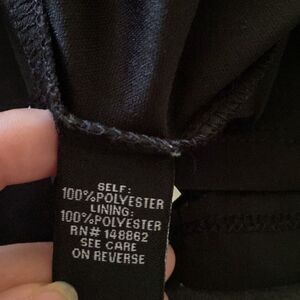 SELF:
100%POLYESTER
LINING:
100%POLYESTER
RN# 148862
SEE CARE
ON REVERSE